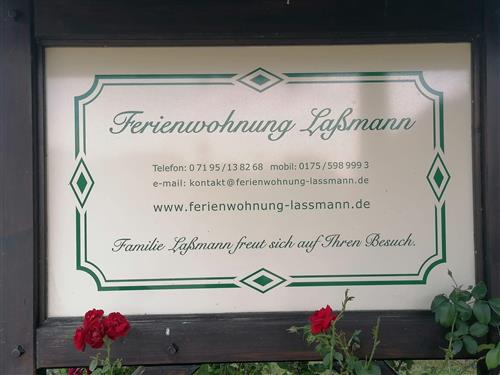 Ferienwohnung Laßmann
Telefon: 0 71 95 / 13 82 68 mobil: 0175 / 598 999 3
e-mail: kontakt@ferienwohnung-lassmann.de
www.ferienwohnung-lassmann.de
Familie Laßmann freut sich auf Ihren Besuch.